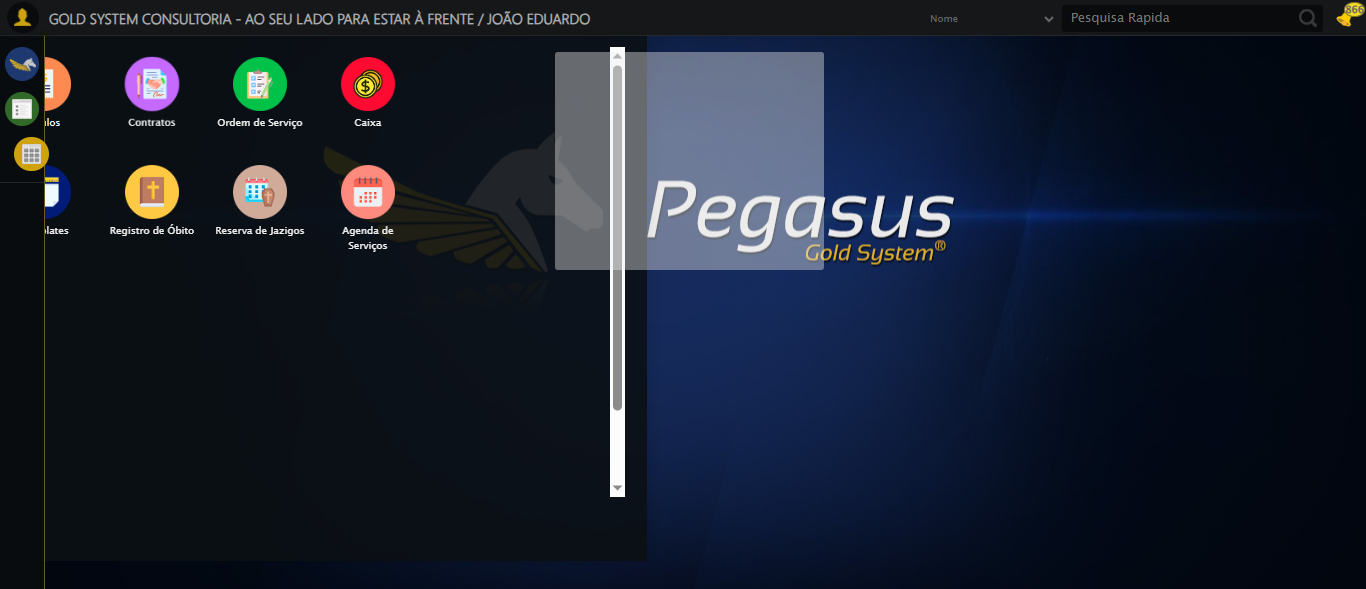 GOLD SYSTEM CONSULTORIA - AO SEU LADO PARA ESTAR À FRENTE / JOÃO EDUARDO
Nome
Pesquisa Rapida
866
Contratos
Ordem de Serviço
Caixa
Registro de Óbito
Reserva de Jazigos
Agenda de
Serviços
Pegasus
Gold System®